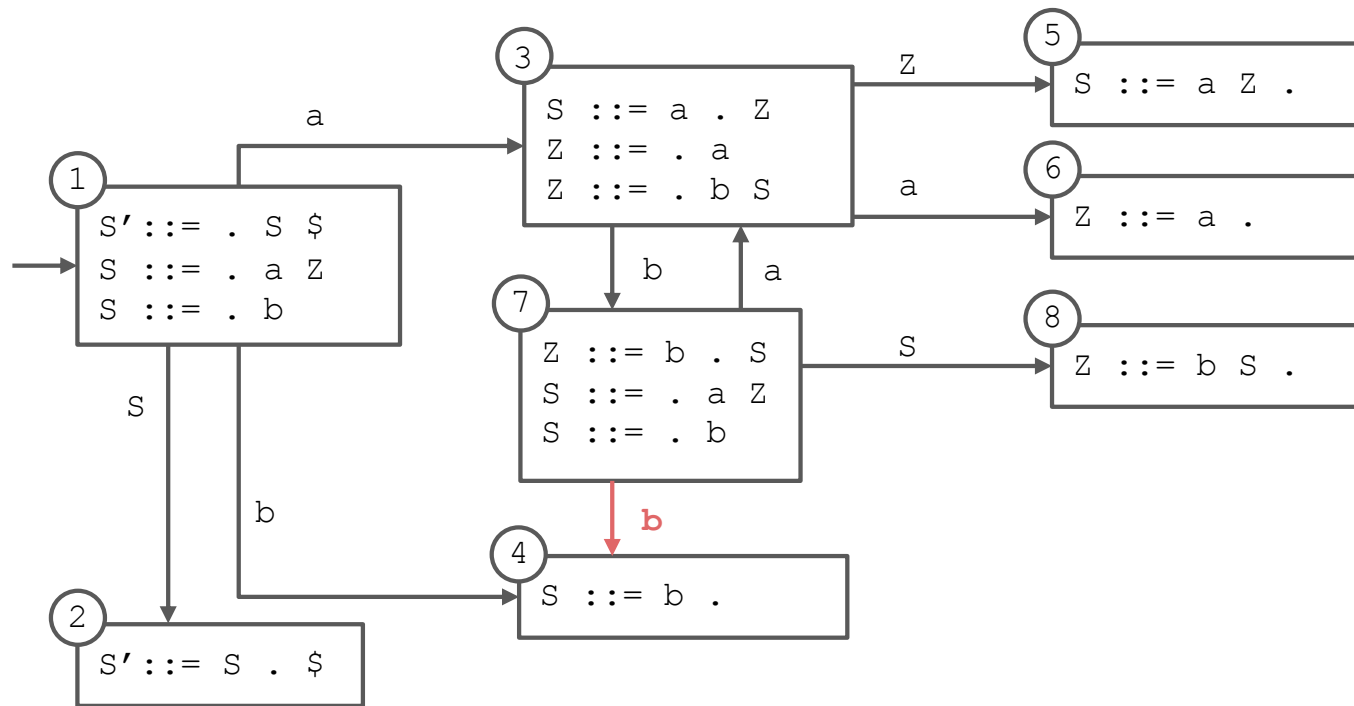 1
S’::= . S $
S ::= . a Z
S ::= . b
a
S
b
2
S’::= S . $
3
S ::= a . Z
Z ::= . a
Z ::= . b S
b
a
7
Z ::= b . S
S ::= . a Z
S ::= . b
b
4
S ::= b .
Z
5
S ::= a Z .
a
6
Z ::= a .
S
8
Z ::= b S .